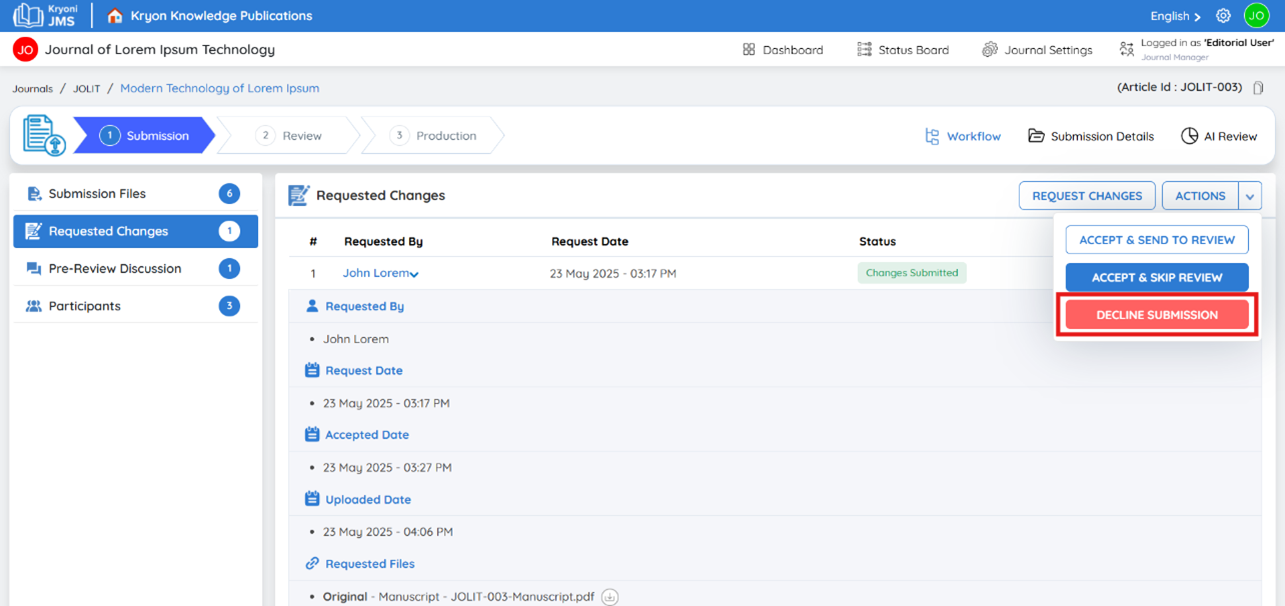 Kryoni JMS
Kryon Knowledge Publications
English
JO
JO
Journal of Lorem Ipsum Technology
Dashboard
Status Board
Journal Settings
Logged in as 'Editorial User'
Journal Manager
Journals / JOLIT / Modern Technology of Lorem Ipsum
(Article Id : JOLIT-003)
1 Submission
2 Review
3 Production
Workflow
Submission Details
AI Review
Submission Files 6
Requested Changes 1
Pre-Review Discussion 1
Participants 3
Requested Changes
REQUEST CHANGES
ACTIONS
ACCEPT & SEND TO REVIEW
ACCEPT & SKIP REVIEW
DECLINE SUBMISSION
# Requested By Request Date Status
1 John Lorem 23 May 2025 - 03:17 PM Changes Submitted
Requested By
• John Lorem
Request Date
• 23 May 2025 - 03:17 PM
Accepted Date
• 23 May 2025 - 03:27 PM
Uploaded Date
• 23 May 2025 - 04:06 PM
Requested Files
• Original - Manuscript - JOLIT-003-Manuscript.pdf